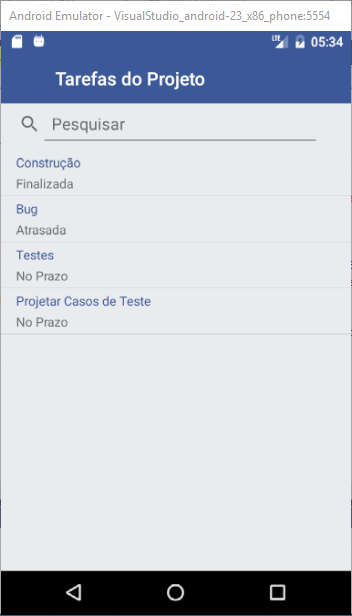 Android Emulator - VisualStudio_android-23_x86_phone:5554
LTE 05:34
Tarefas do Projeto
Pesquisar
Construção
Finalizada
Bug
Atrasada
Testes
No Prazo
Projetar Casos de Teste
No Prazo